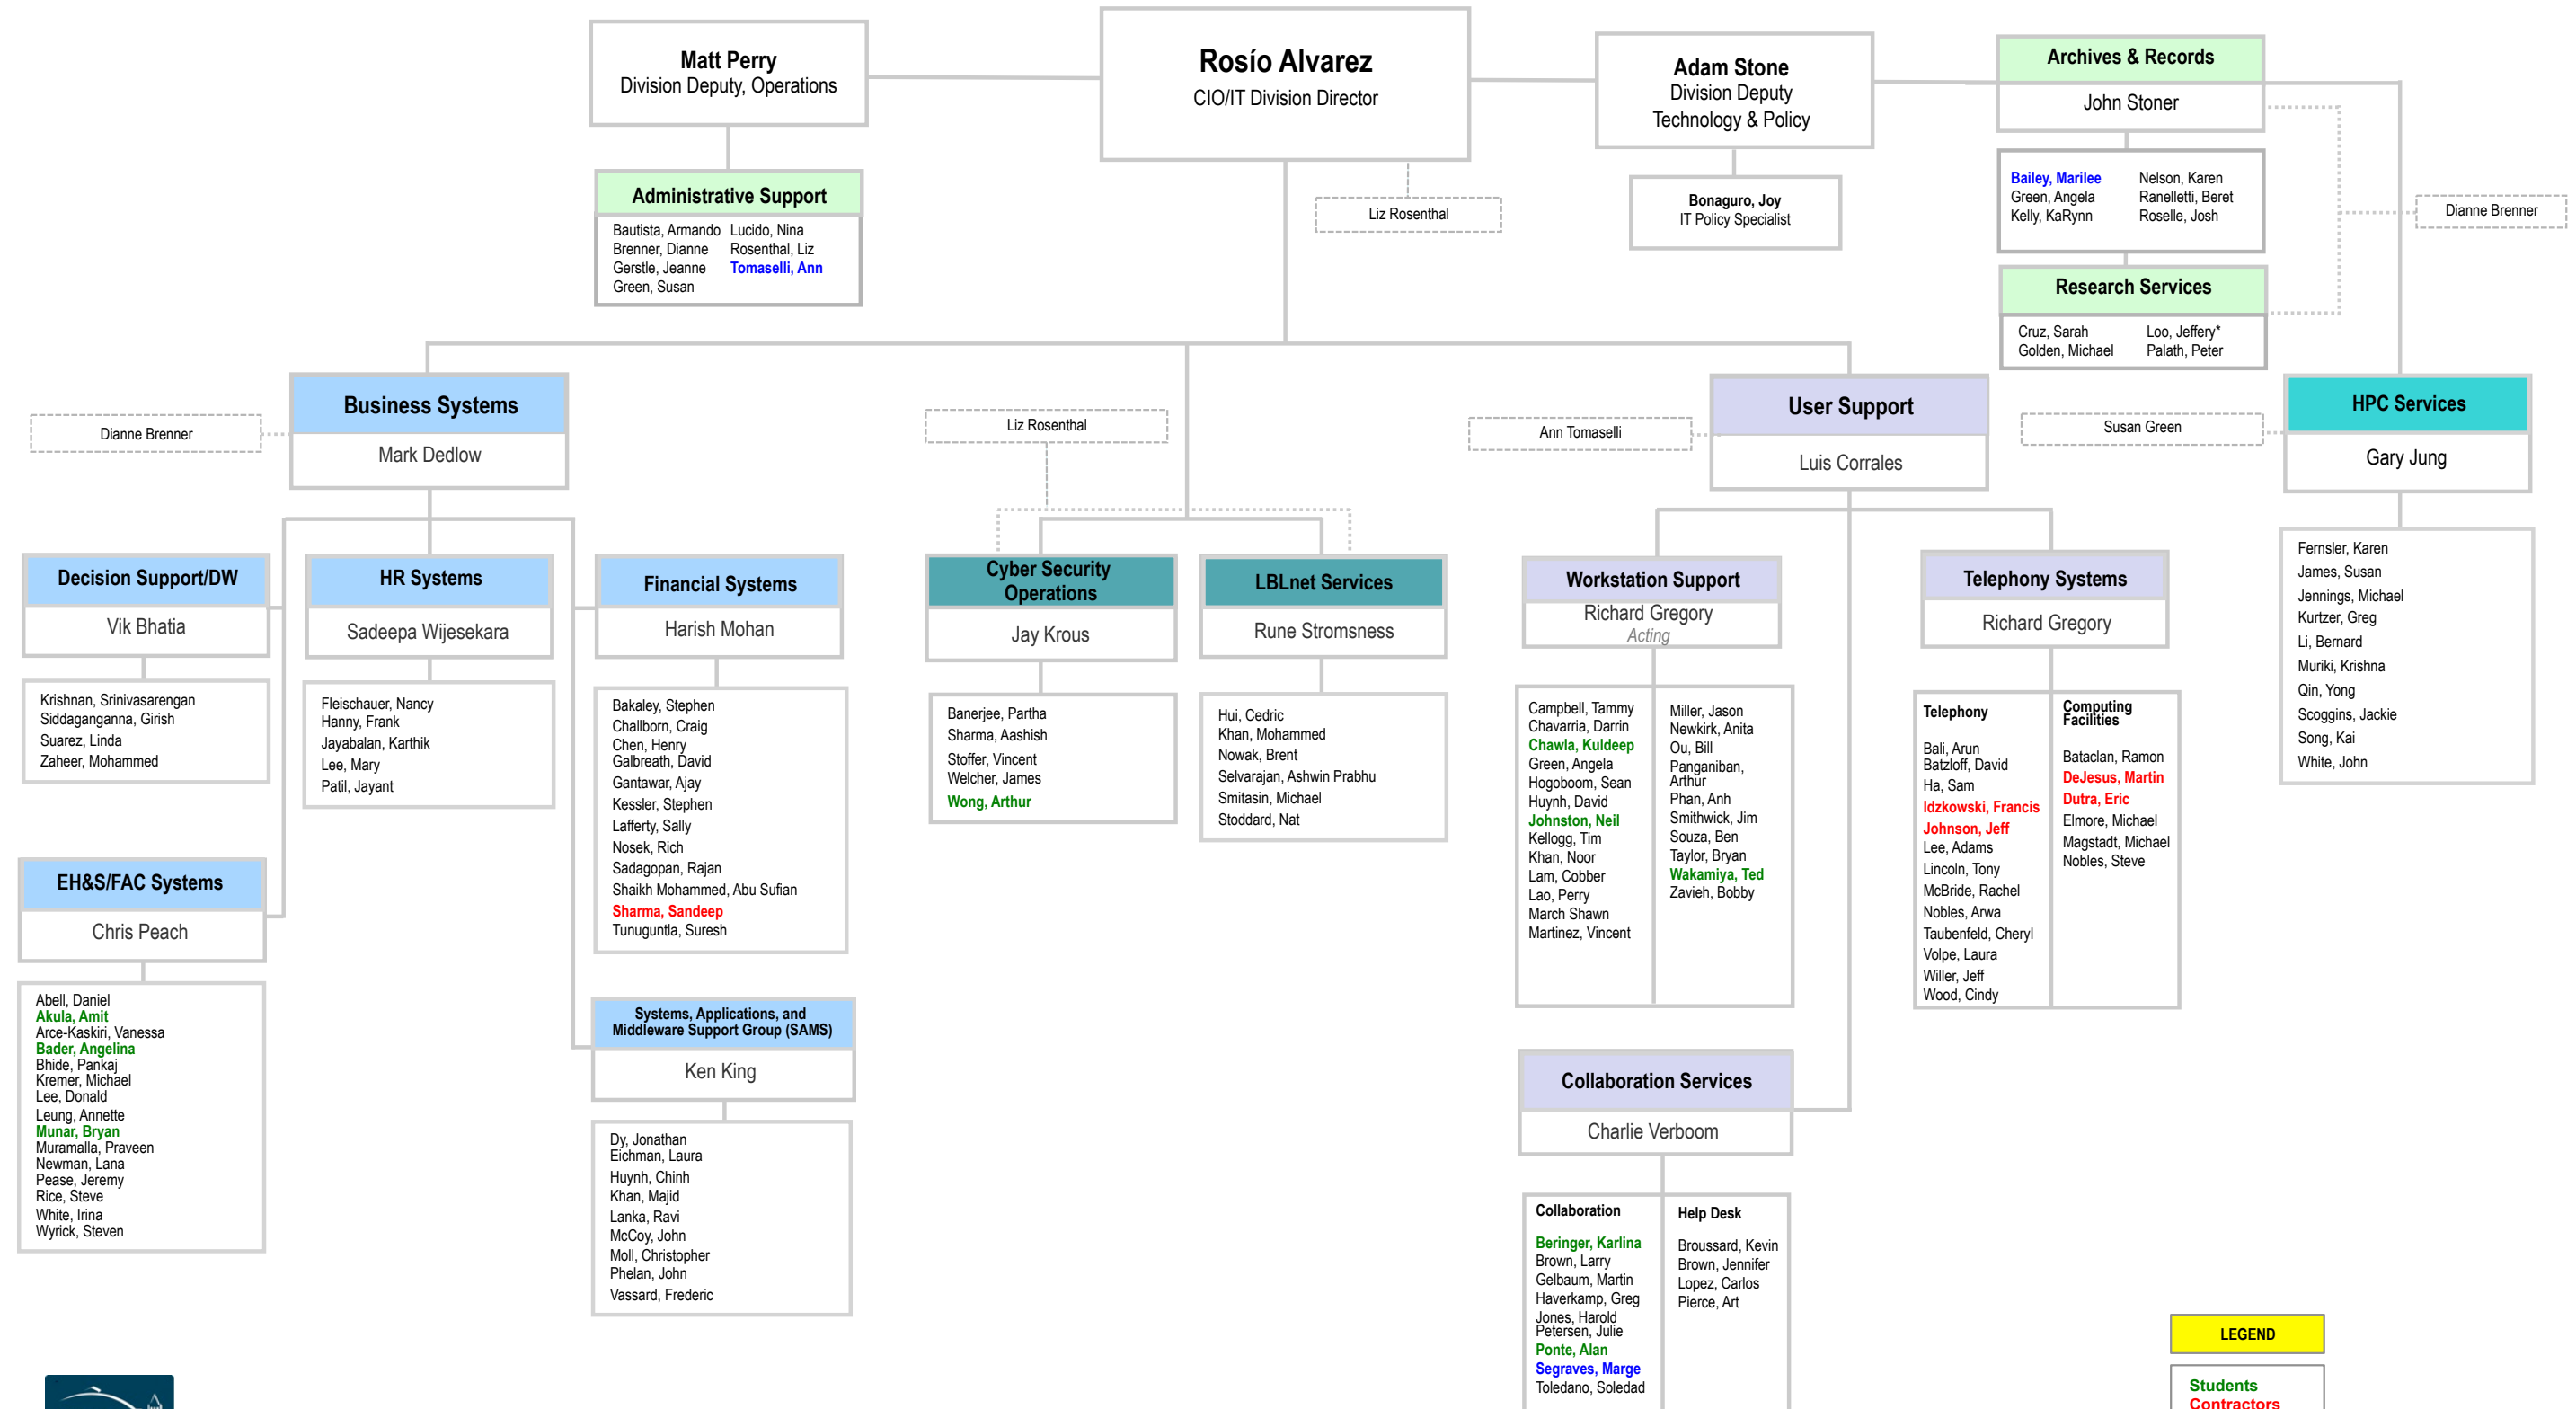 Matt Perry
Division Deputy, Operations
Rosío Alvarez
CIO/IT Division Director
Adam Stone
Division Deputy
Technology & Policy
Archives & Records
John Stoner
Administrative Support
Bautista, Armando
Brenner, Dianne
Gerstle, Jeanne
Green, Susan
Lucido, Nina
Rosenthal, Liz
Tomaselli, Ann
Liz Rosenthal
Bonaguro, Joy
IT Policy Specialist
Bailey, Marilee
Green, Angela
Kelly, KaRynn
Nelson, Karen
Ranelletti, Beret
Roselle, Josh
Dianne Brenner
Research Services
Cruz, Sarah
Golden, Michael
Loo, Jeffery*
Palath, Peter
Business Systems
Mark Dedlow
Dianne Brenner
Liz Rosenthal
Ann Tomaselli
User Support
Luis Corrales
Susan Green
HPC Services
Gary Jung
Decision Support/DW
Vik Bhatia
Krishnan, Srinivasarengan
Siddaganganna, Girish
Suarez, Linda
Zaheer, Mohammed
HR Systems
Sadeepa Wijesekara
Fleischauer, Nancy
Hanny, Frank
Jayabalan, Karthik
Lee, Mary
Patil, Jayant
Financial Systems
Harish Mohan
Bakaley, Stephen
Challborn, Craig
Chen, Henry
Galbreath, David
Gantawar, Ajay
Kessler, Stephen
Lafferty, Sally
Nosek, Rich
Sadagopan, Rajan
Shaikh Mohammed, Abu Sufian
Sharma, Sandeep
Tunuguntla, Suresh
Cyber Security
Operations
Jay Krous
Banerjee, Partha
Sharma, Aashish
Stoffer, Vincent
Welcher, James
Wong, Arthur
LBLnet Services
Rune Stromsness
Hui, Cedric
Khan, Mohammed
Nowak, Brent
Selvarajan, Ashwin Prabhu
Smitasin, Michael
Stoddard, Nat
Workstation Support
Richard Gregory
Acting
Campbell, Tammy
Chavarria, Darrin
Chawla, Kuldeep
Green, Angela
Hogoboom, Sean
Huynh, David
Johnston, Neil
Kellogg, Tim
Khan, Noor
Lam, Cobber
Lao, Perry
March Shawn
Martinez, Vincent
Miller, Jason
Newkirk, Anita
Ou, Bill
Panganiban,
Arthur
Phan, Anh
Smithwick, Jim
Souza, Ben
Taylor, Bryan
Wakamiya, Ted
Zavieh, Bobby
Telephony Systems
Richard Gregory
Telephony
Bali, Arun
Batzloff, David
Ha, Sam
Idzkowski, Francis
Johnson, Jeff
Lee, Adams
Lincoln, Tony
McBride, Rachel
Nobles, Arwa
Taubenfeld, Cheryl
Volpe, Laura
Willer, Jeff
Wood, Cindy
Computing
Facilities
Bataclan, Ramon
DeJesus, Martin
Dutra, Eric
Elmore, Michael
Magstadt, Michael
Nobles, Steve
Fernsler, Karen
James, Susan
Jennings, Michael
Kurtzer, Greg
Li, Bernard
Muriki, Krishna
Qin, Yong
Scoggins, Jackie
Song, Kai
White, John
EH&S/FAC Systems
Chris Peach
Abell, Daniel
Akula, Amit
Arce-Kaskiri, Vanessa
Bader, Angelina
Bhide, Pankaj
Kremer, Michael
Lee, Donald
Leung, Annette
Munar, Bryan
Muramalla, Praveen
Newman, Lana
Pease, Jeremy
Rice, Steve
White, Irina
Wyrick, Steven
Systems, Applications, and
Middleware Support Group (SAMS)
Ken King
Dy, Jonathan
Eichman, Laura
Huynh, Chinh
Khan, Majid
Lanka, Ravi
McCoy, John
Moll, Christopher
Phelan, John
Vassard, Frederic
Collaboration Services
Charlie Verboom
Collaboration
Beringer, Karlina
Brown, Larry
Gelbaum, Martin
Haverkamp, Greg
Jones, Harold
Petersen, Julie
Ponte, Alan
Segraves, Marge
Toledano, Soledad
Help Desk
Broussard, Kevin
Brown, Jennifer
Lopez, Carlos
Pierce, Art
LEGEND
Students
Contractors